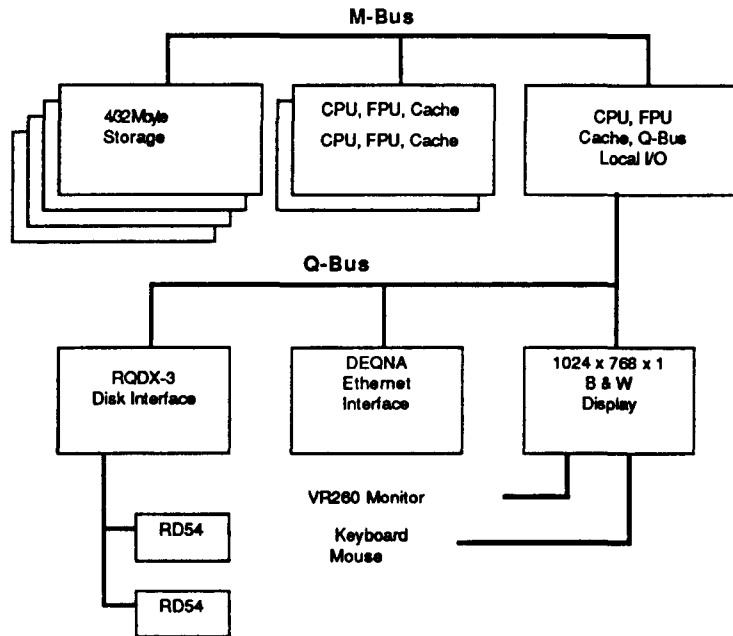 M-Bus
4/32Mbyte
Storage
CPU, FPU, Cache
CPU, FPU, Cache
CPU, FPU
Cache, Q-Bus
Local I/O
Q-Bus
RQDX-3
Disk Interface
DEQNA
Ethernet
Interface
1024 x 768 x 1
B & W
Display
VR260 Monitor
Keyboard
Mouse
RD54
RD54